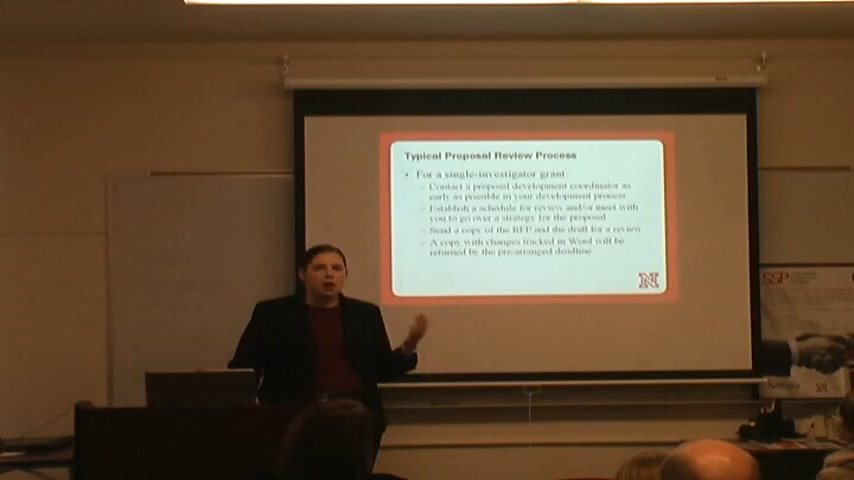 Typical Proposal Review Process
• For a single-investigator grant
– Contact a proposal development coordinator as
early as possible in your development process
– Establish a schedule for review and/or meet with
you to go over a strategy for the proposal
– Send a copy of the RFP and the draft for a review
– A copy with changes tracked in Word will be
returned by the pre-arranged deadline
N
SSP
N